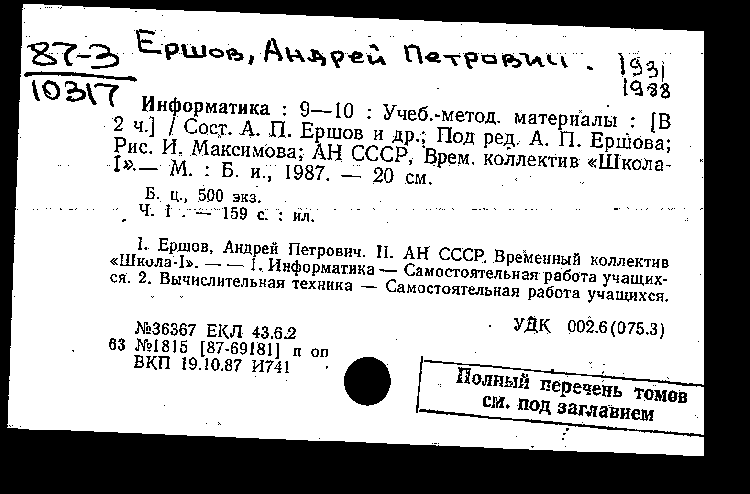 87-3
10317
Ершов, Андрей Петрович.
1931
1988
Информатика : 9—10 : Учеб.-метод. материалы : [В
2 ч.] / Сост. А. П. Ершов и др.; Под ред. А. П. Ершова;
Рис. И. Максимова; АН СССР, Врем. коллектив «Школа-
I».— М. : Б. и., 1987. — 20 см.
Б. ц., 500 экз.
Ч. I . — 159 с. : ил.
I. Ершов, Андрей Петрович. II. АН СССР. Временный коллектив
«Школа-I». — — 1. Информатика — Самостоятельная работа учащих-
ся. 2. Вычислительная техника — Самостоятельная работа учащихся.
УДК 002.6(075.3)
№36367 ЕКЛ 43.6.2
63 №1815 [87-69181] п оп
ВКП 19.10.87 И741
Полный перечень томов
см. под заглавием